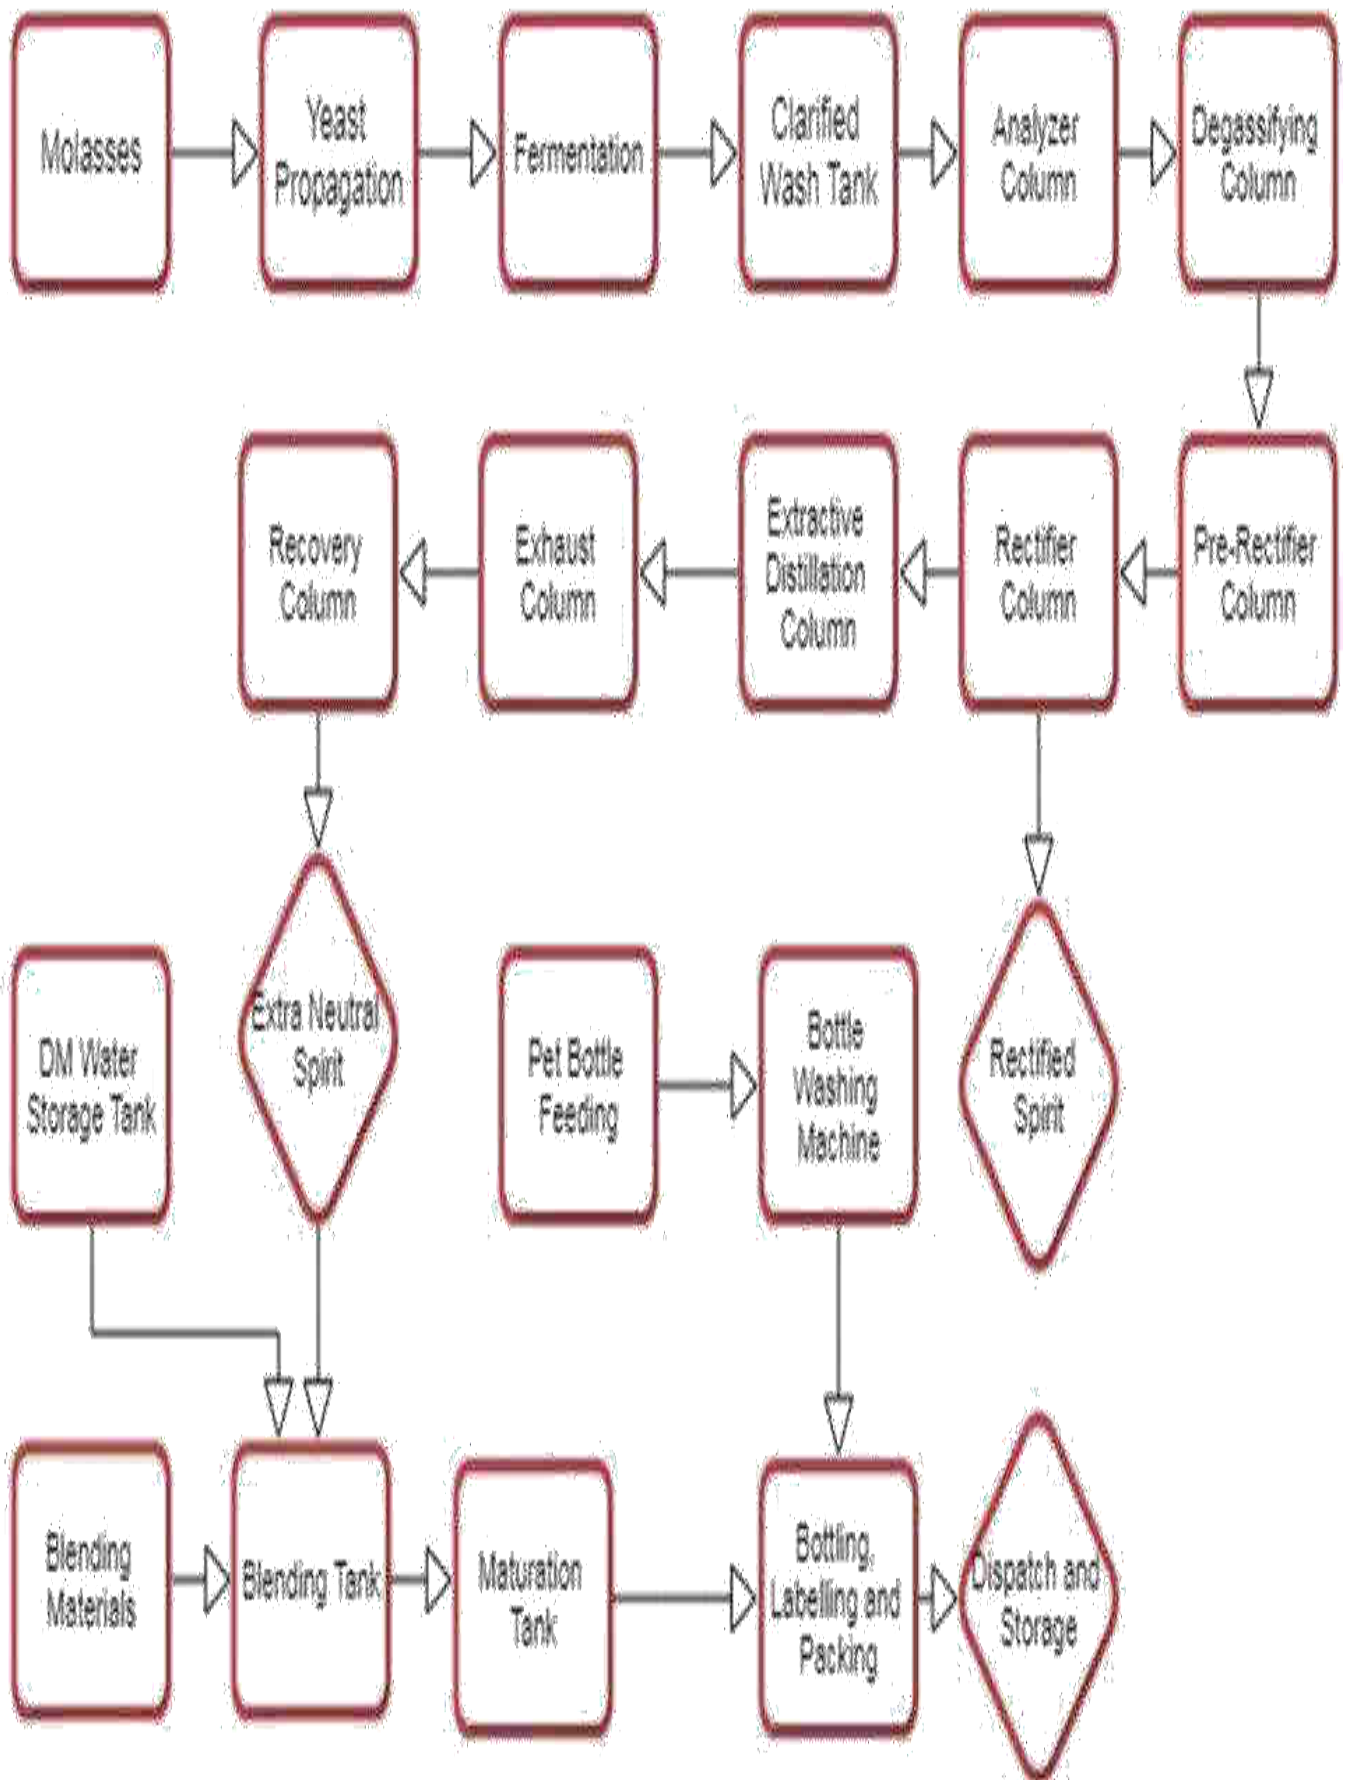 Molasses
Yeast
Propagation
Fermentation
Clarified
Wash Tank
Analyzer
Column
Degassifying
Column
Recovery
Column
Exhaust
Column
Extractive
Distillation
Column
Rectifier
Column
Pre-Rectifier
Column
DM Water
Storage Tank
Extra Neutral
Spirit
Pet Bottle
Feeding
Bottle
Washing
Machine
Rectified
Spirit
Blending
Materials
Blending Tank
Maturation
Tank
Bottling,
Labelling and
Packing
Dispatch and
Storage